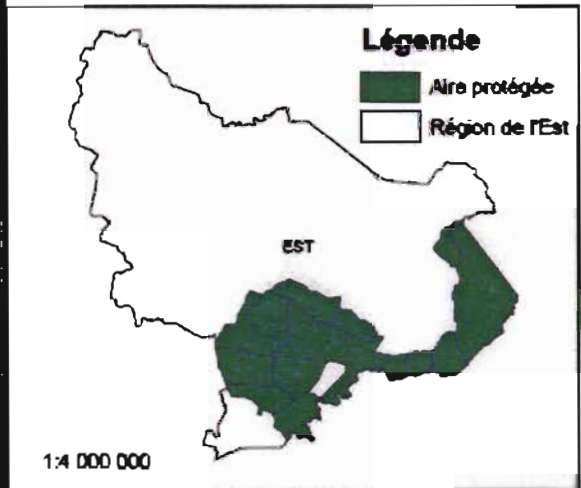 Légende
Aire protégée
Région de l'Est
EST
1:4 000 000